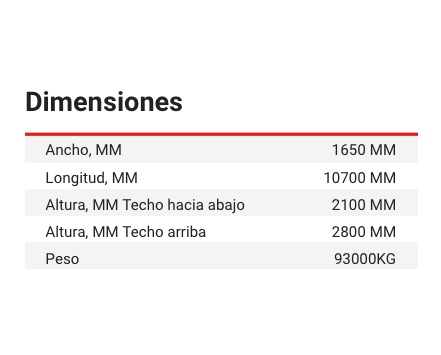 Dimensiones
Ancho, MM 1650 MM
Longitud, MM 10700 MM
Altura, MM Techo hacia abajo 2100 MM
Altura, MM Techo arriba 2800 MM
Peso 93000KG